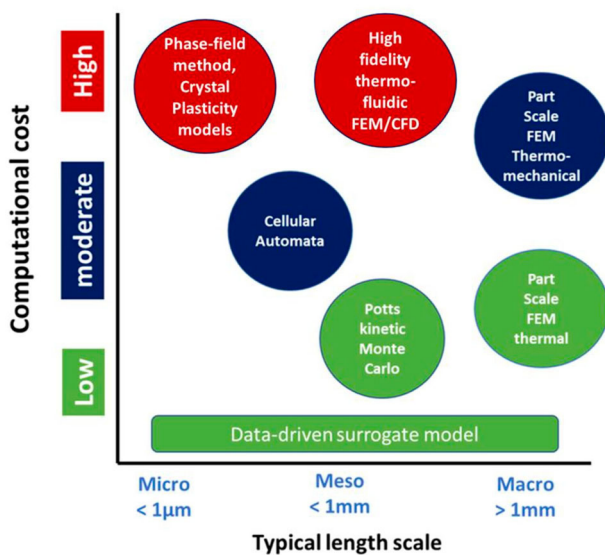 Computational cost
High
moderate
Low
Phase-field
method,
Crystal
Plasticity
models
High
fidelity
thermo-
fluidic
FEM/CFD
Part
Scale
FEM
Thermo-
mechanical
Cellular
Automata
Potts
kinetic
Monte
Carlo
Part
Scale
FEM
thermal
Data-driven surrogate model
Micro
< 1μm
Meso
< 1mm
Macro
> 1mm
Typical length scale